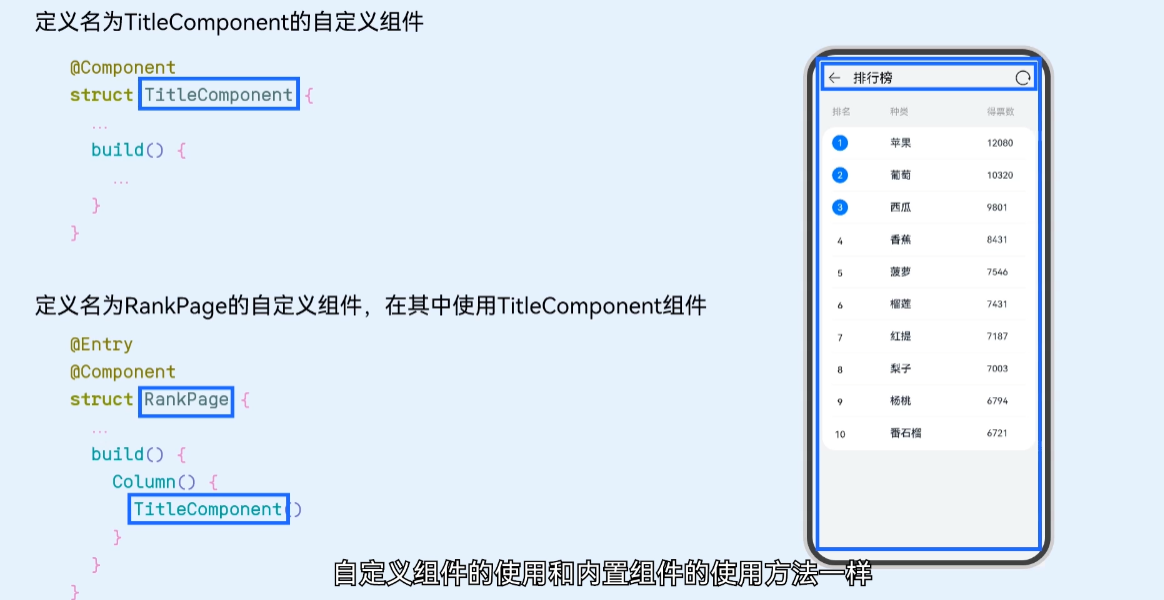 定义名为TitleComponent的自定义组件
@Component
struct TitleComponent {
...
build() {
...
}
}
定义名为RankPage的自定义组件，在其中使用TitleComponent组件
@Entry
@Component
struct RankPage {
...
build() {
Column() {
TitleComponent()
}
}
}
← 排行榜
排名 种类 得票数
1 苹果 12080
2 葡萄 10320
3 西瓜 9801
4 香蕉 8431
5 菠萝 7546
6 榴莲 7431
7 红提 7187
8 梨子 7003
9 杨桃 6794
10 番石榴 6721
自定义组件的使用和内置组件的使用方法一样